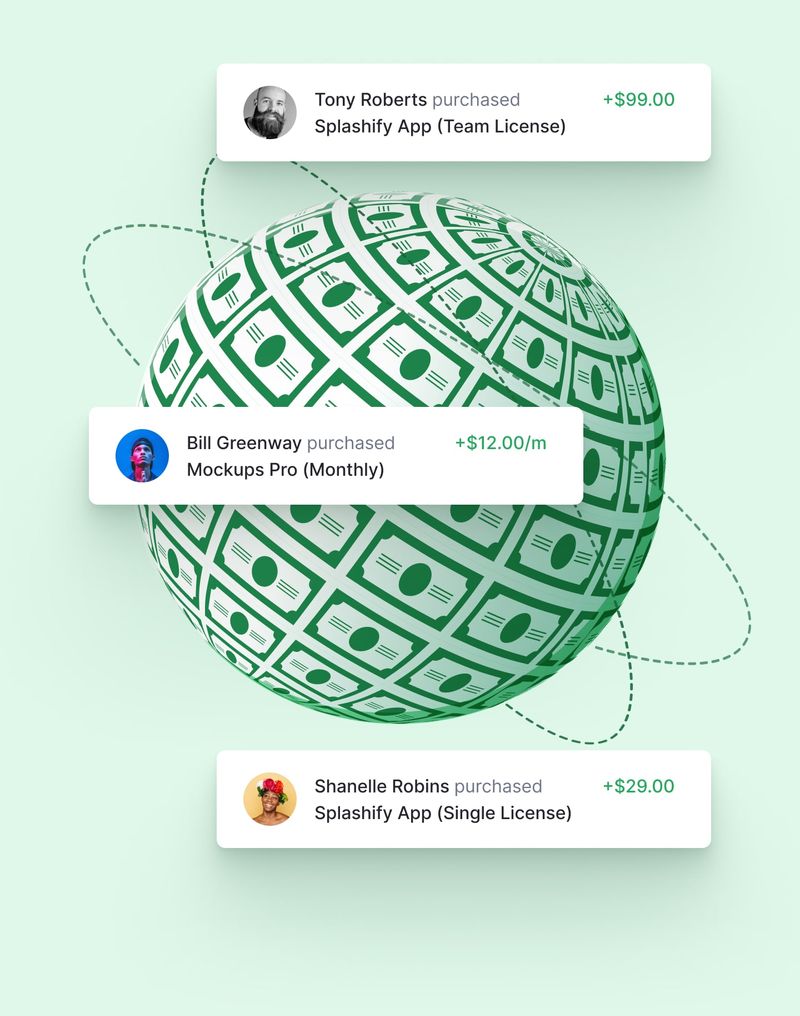 Tony Roberts purchased +$99.00
Splashify App (Team License)
Bill Greenway purchased +$12.00/m
Mockups Pro (Monthly)
Shanelle Robins purchased +$29.00
Splashify App (Single License)